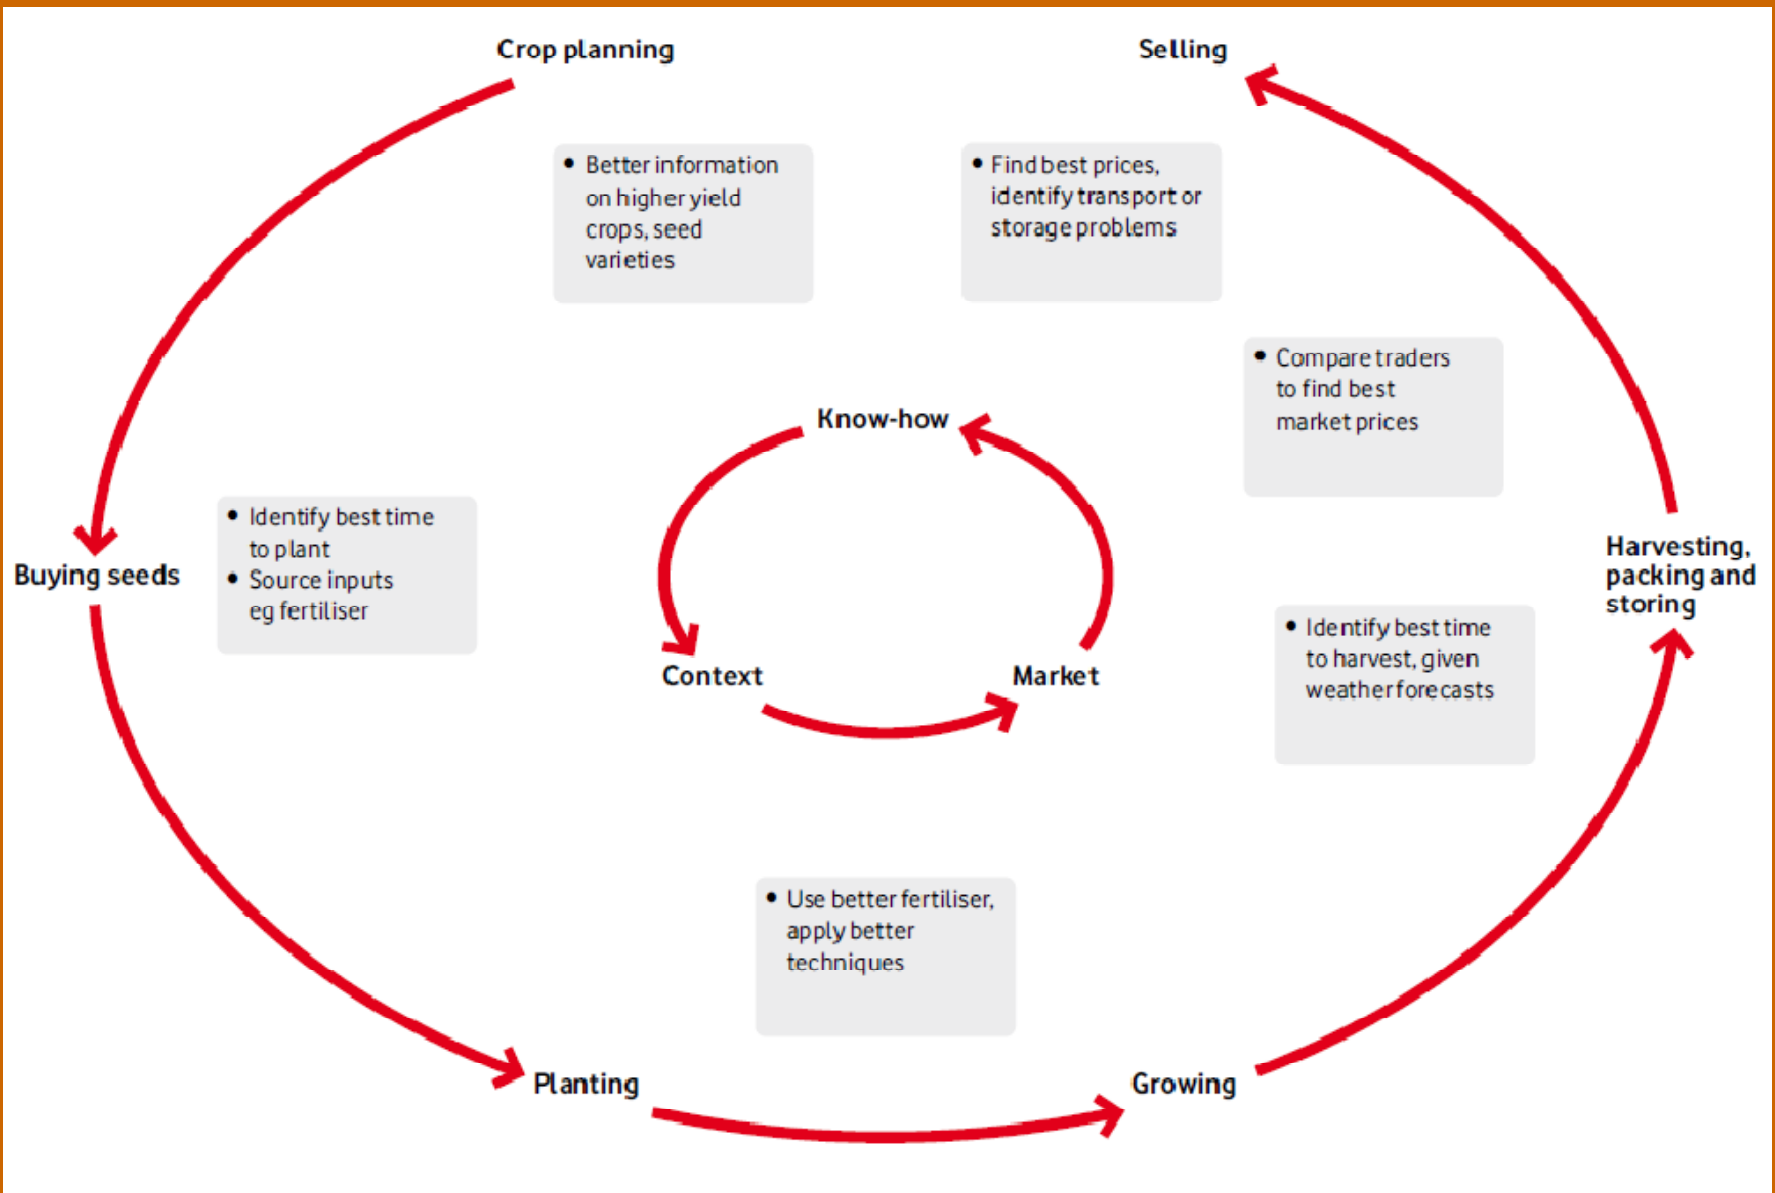 Crop planning
Selling
• Better information
on higher yield
crops, seed
varieties
• Find best prices,
identify transport or
storage problems
• Compare traders
to find best
market prices
Know-how
• Identify best time
to plant
• Source inputs
eg fertiliser
Buying seeds
Harvesting,
packing and
storing
• Identify best time
to harvest, given
weather forecasts
Context
Market
• Use better fertiliser,
apply better
techniques
Planting
Growing